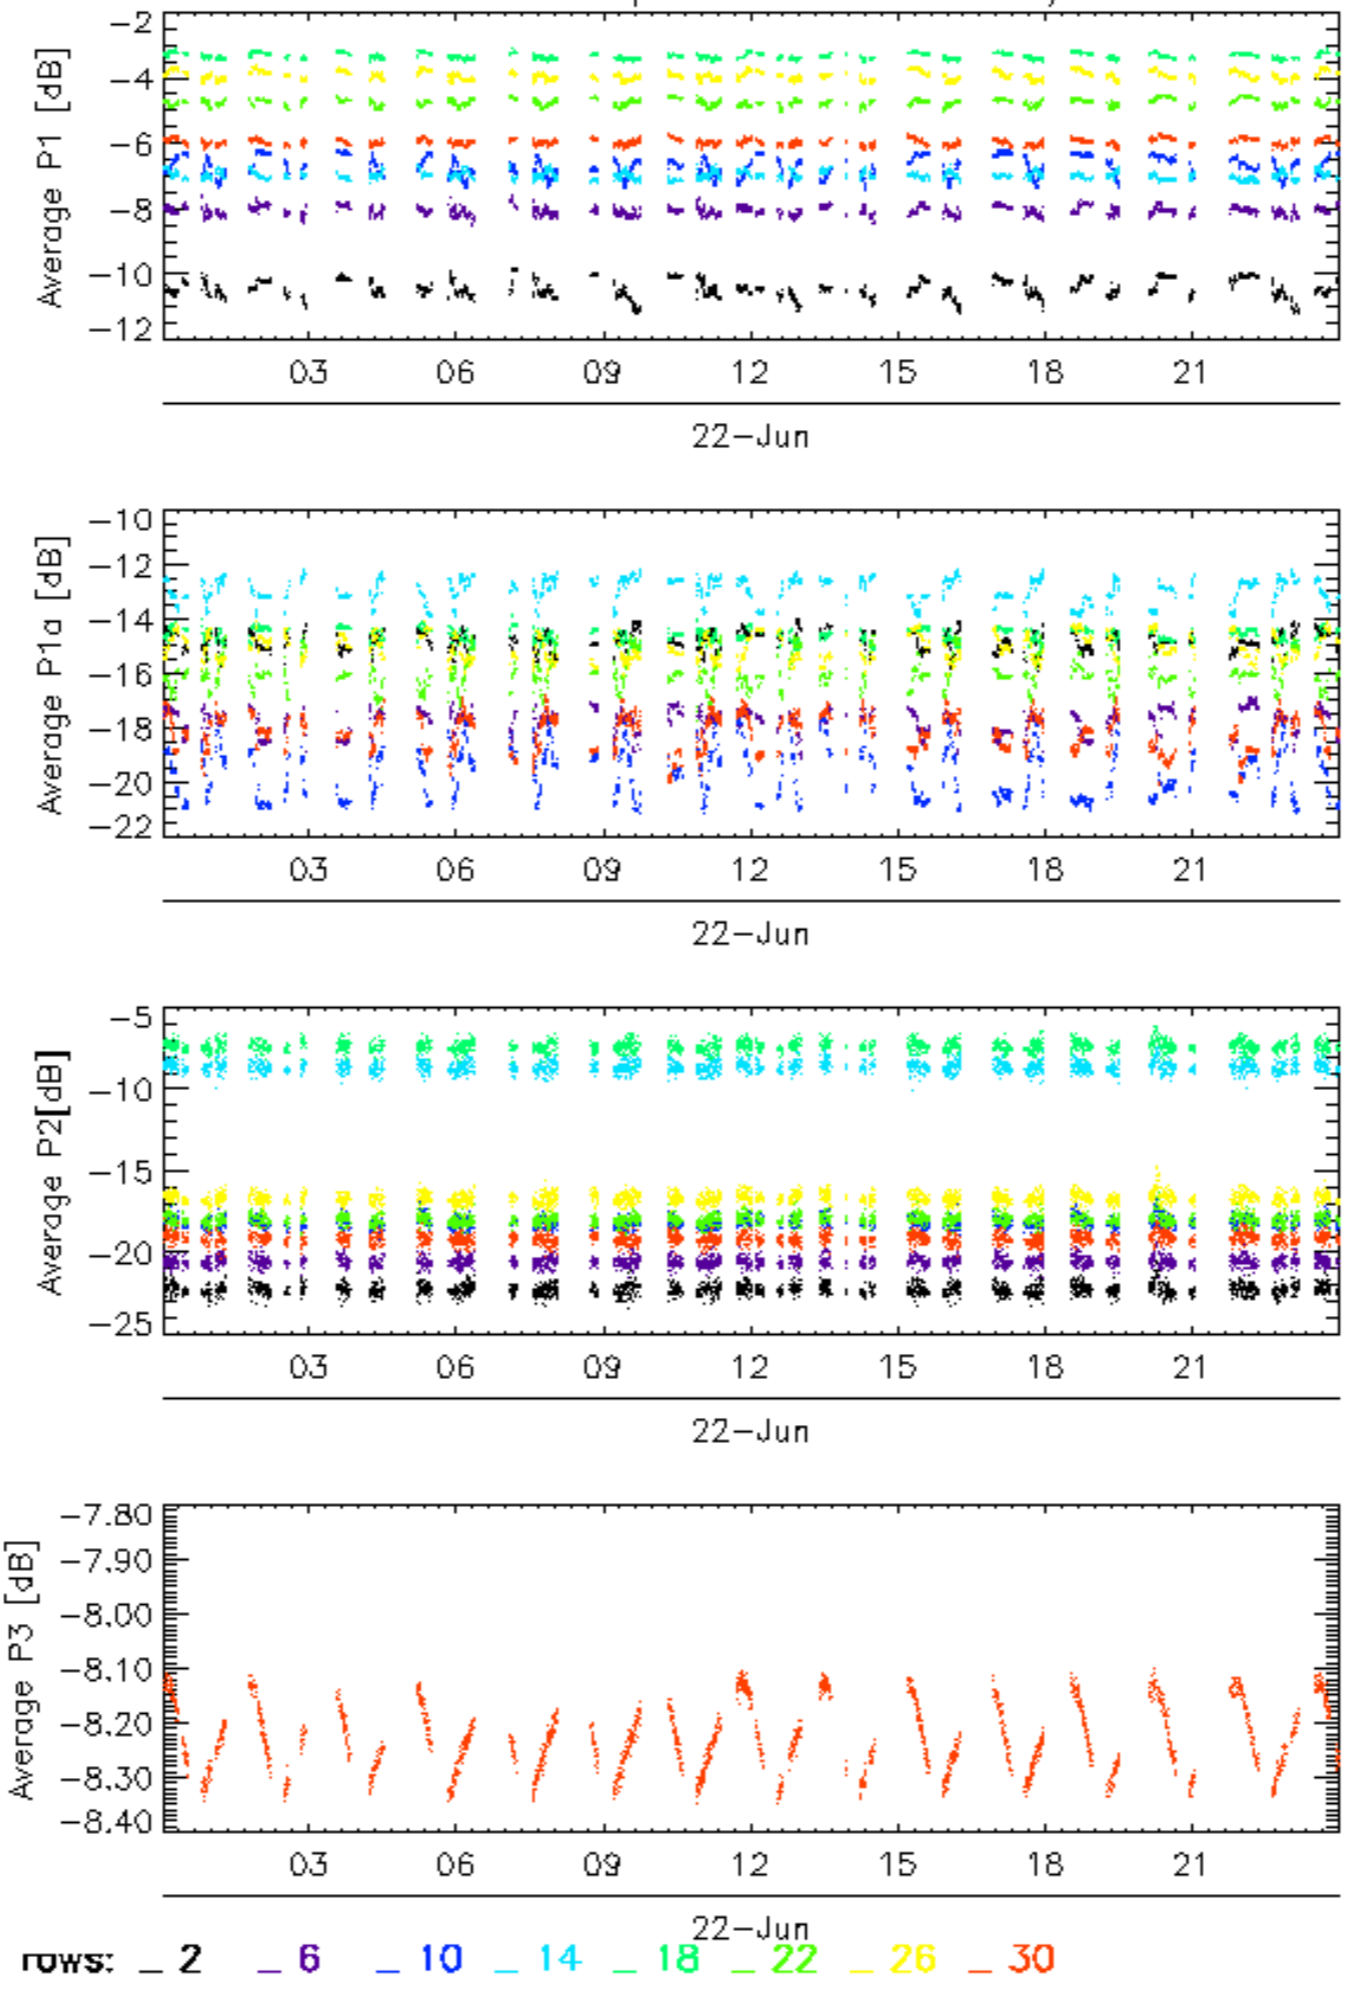 Average P1 [dB]
-2
-4
-6
-8
-10
-12
03 06 09 12 15 18 21
22-Jun
Average P1a [dB]
-10
-12
-14
-16
-18
-20
-22
03 06 09 12 15 18 21
22-Jun
Average P2[dB]
-5
-10
-15
-20
-25
03 06 09 12 15 18 21
22-Jun
Average P3 [dB]
-7.80
-7.90
-8.00
-8.10
-8.20
-8.30
-8.40
03 06 09 12 15 18 21
22-Jun
rows: _ 2 _ 6 _ 10 _ 14 _ 18 _ 22 _ 26 _ 30